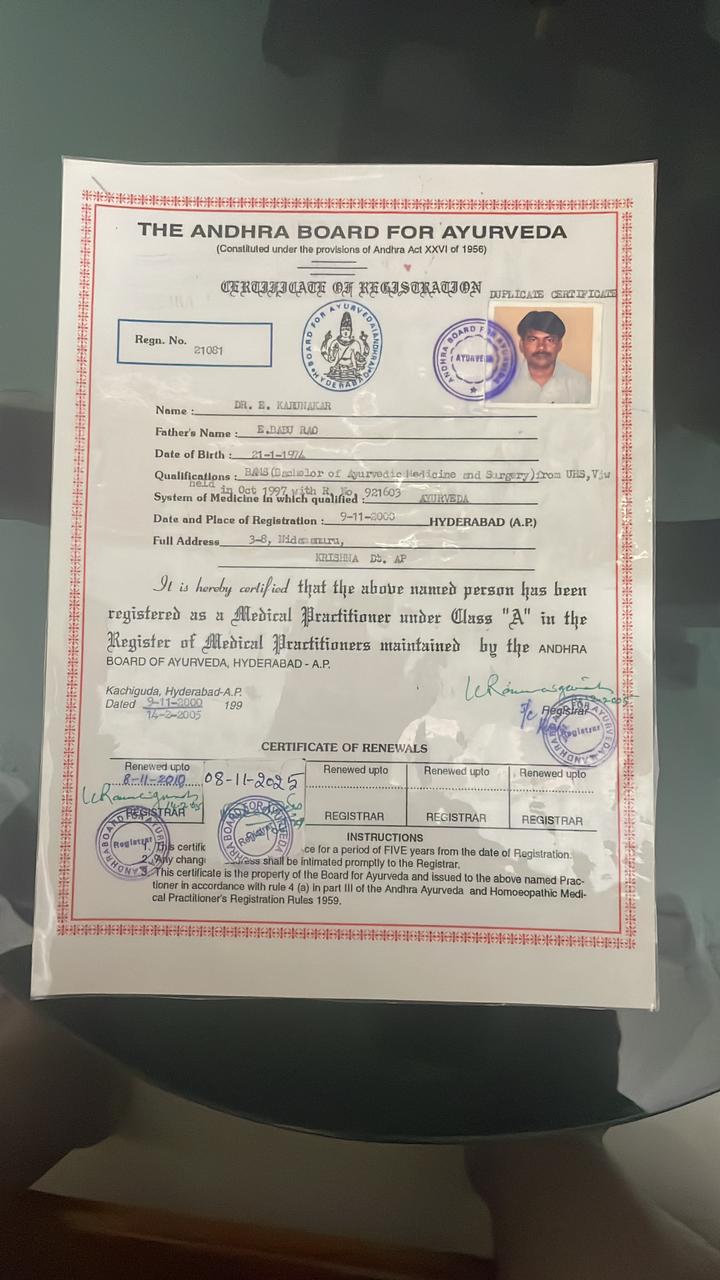 THE ANDHRA BOARD FOR AYURVEDA
(Constituted under the provisions of Andhra Act XXVI of 1956)
CERTIFICATE OF REGISTRATION
DUPLICATE CERTIFICATE
Regn. No.
21081
BOARD FOR AYURVEDA (ANDHRA) HYDERABAD
ANDHRA BOARD FOR
AYURVEDA
Name : DR. E. KARUNAKAR
Father's Name : E.BABU RAO
Date of Birth : 21-1-1974
Qualifications : BAMS(Bachelor of Ayurvedic Medicine and Surgery)from UHS,Vjw
held in Oct 1997 with R. No. 921603
System of Medicine in which qualified : AYURVEDA
Date and Place of Registration : 9-11-2000 HYDERABAD (A.P.)
Full Address 3-8, Nidamanuru,
KRISHNA Dt. AP
It is hereby certified that the above named person has been
registered as a Medical Practitioner under Class "A" in the
Register of Medical Practitioners maintained by the ANDHRA
BOARD OF AYURVEDA, HYDERABAD - A.P.
Kachiguda, Hyderabad-A.P.
Dated 9-11-2000 199
14-2-2005
Registrar
Registrar
CERTIFICATE OF RENEWALS
Renewed upto 08-11-2025 Renewed upto Renewed upto Renewed upto
8-11-2010
REGISTRAR REGISTRAR REGISTRAR REGISTRAR
Registrar
INSTRUCTIONS
1. This certific ce for a period of FIVE years from the date of Registration.
2. Any chang dress shall be intimated promptly to the Registrar.
3. This certificate is the property of the Board for Ayurveda and issued to the above named Prac-
tioner in accordance with rule 4 (a) in part III of the Andhra Ayurveda and Homoeopathic Medi-
cal Practitioner's Registration Rules 1959.